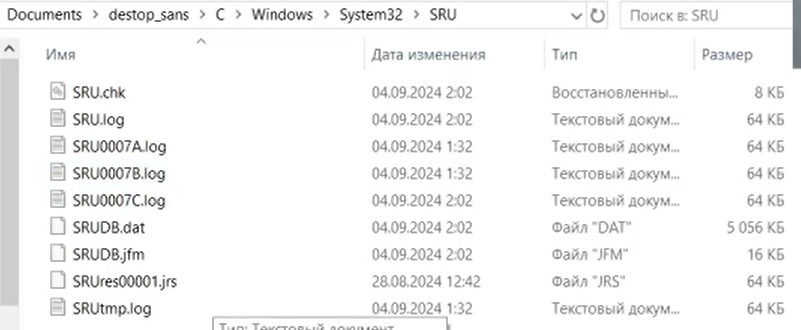 Documents > destop_sans > C > Windows > System32 > SRU Поиск в: SRU
Имя Дата изменения Тип Размер
SRU.chk 04.09.2024 2:02 Восстановленны... 8 КБ
SRU.log 04.09.2024 2:02 Текстовый докум... 64 КБ
SRU0007A.log 04.09.2024 1:32 Текстовый докум... 64 КБ
SRU0007B.log 04.09.2024 1:32 Текстовый докум... 64 КБ
SRU0007C.log 04.09.2024 2:02 Текстовый докум... 64 КБ
SRUDB.dat 04.09.2024 2:02 Файл "DAT" 5 056 КБ
SRUDB.jfm 04.09.2024 2:02 Файл "JFM" 16 КБ
SRUres00001.jrs 28.08.2024 12:42 Файл "JRS" 64 КБ
SRUtmp.log 04.09.2024 1:32 Текстовый докум... 64 КБ
Тип: Текстовый документ